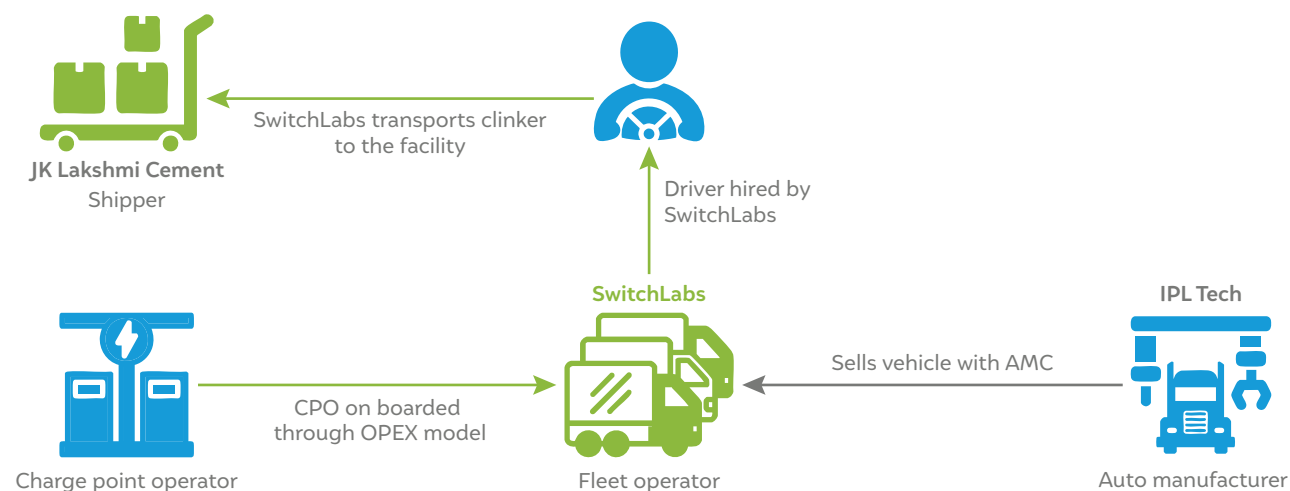 SwitchLabs transports clinker
to the facility
JK Lakshmi Cement
Shipper
Driver hired by
SwitchLabs
SwitchLabs
IPL Tech
Sells vehicle with AMC
CPO on boarded
through OPEX model
Charge point operator
Fleet operator
Auto manufacturer